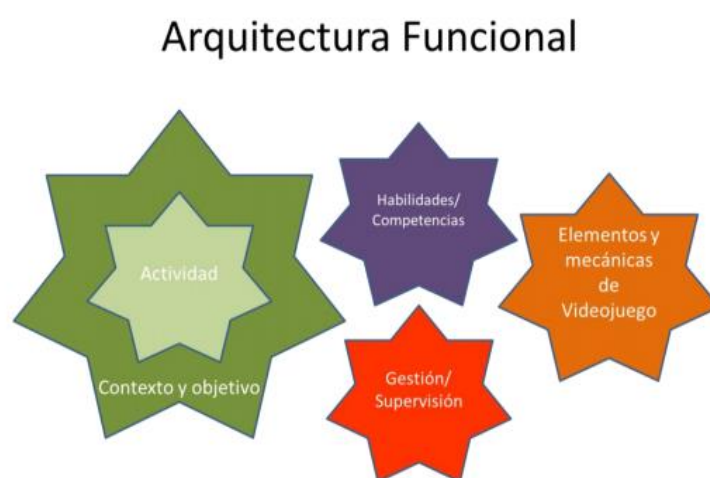 Arquitectura Funcional
Actividad
Contexto y objetivo
Habilidades/
Competencias
Gestión/
Supervisión
Elementos y
mecánicas
de
Videojuego